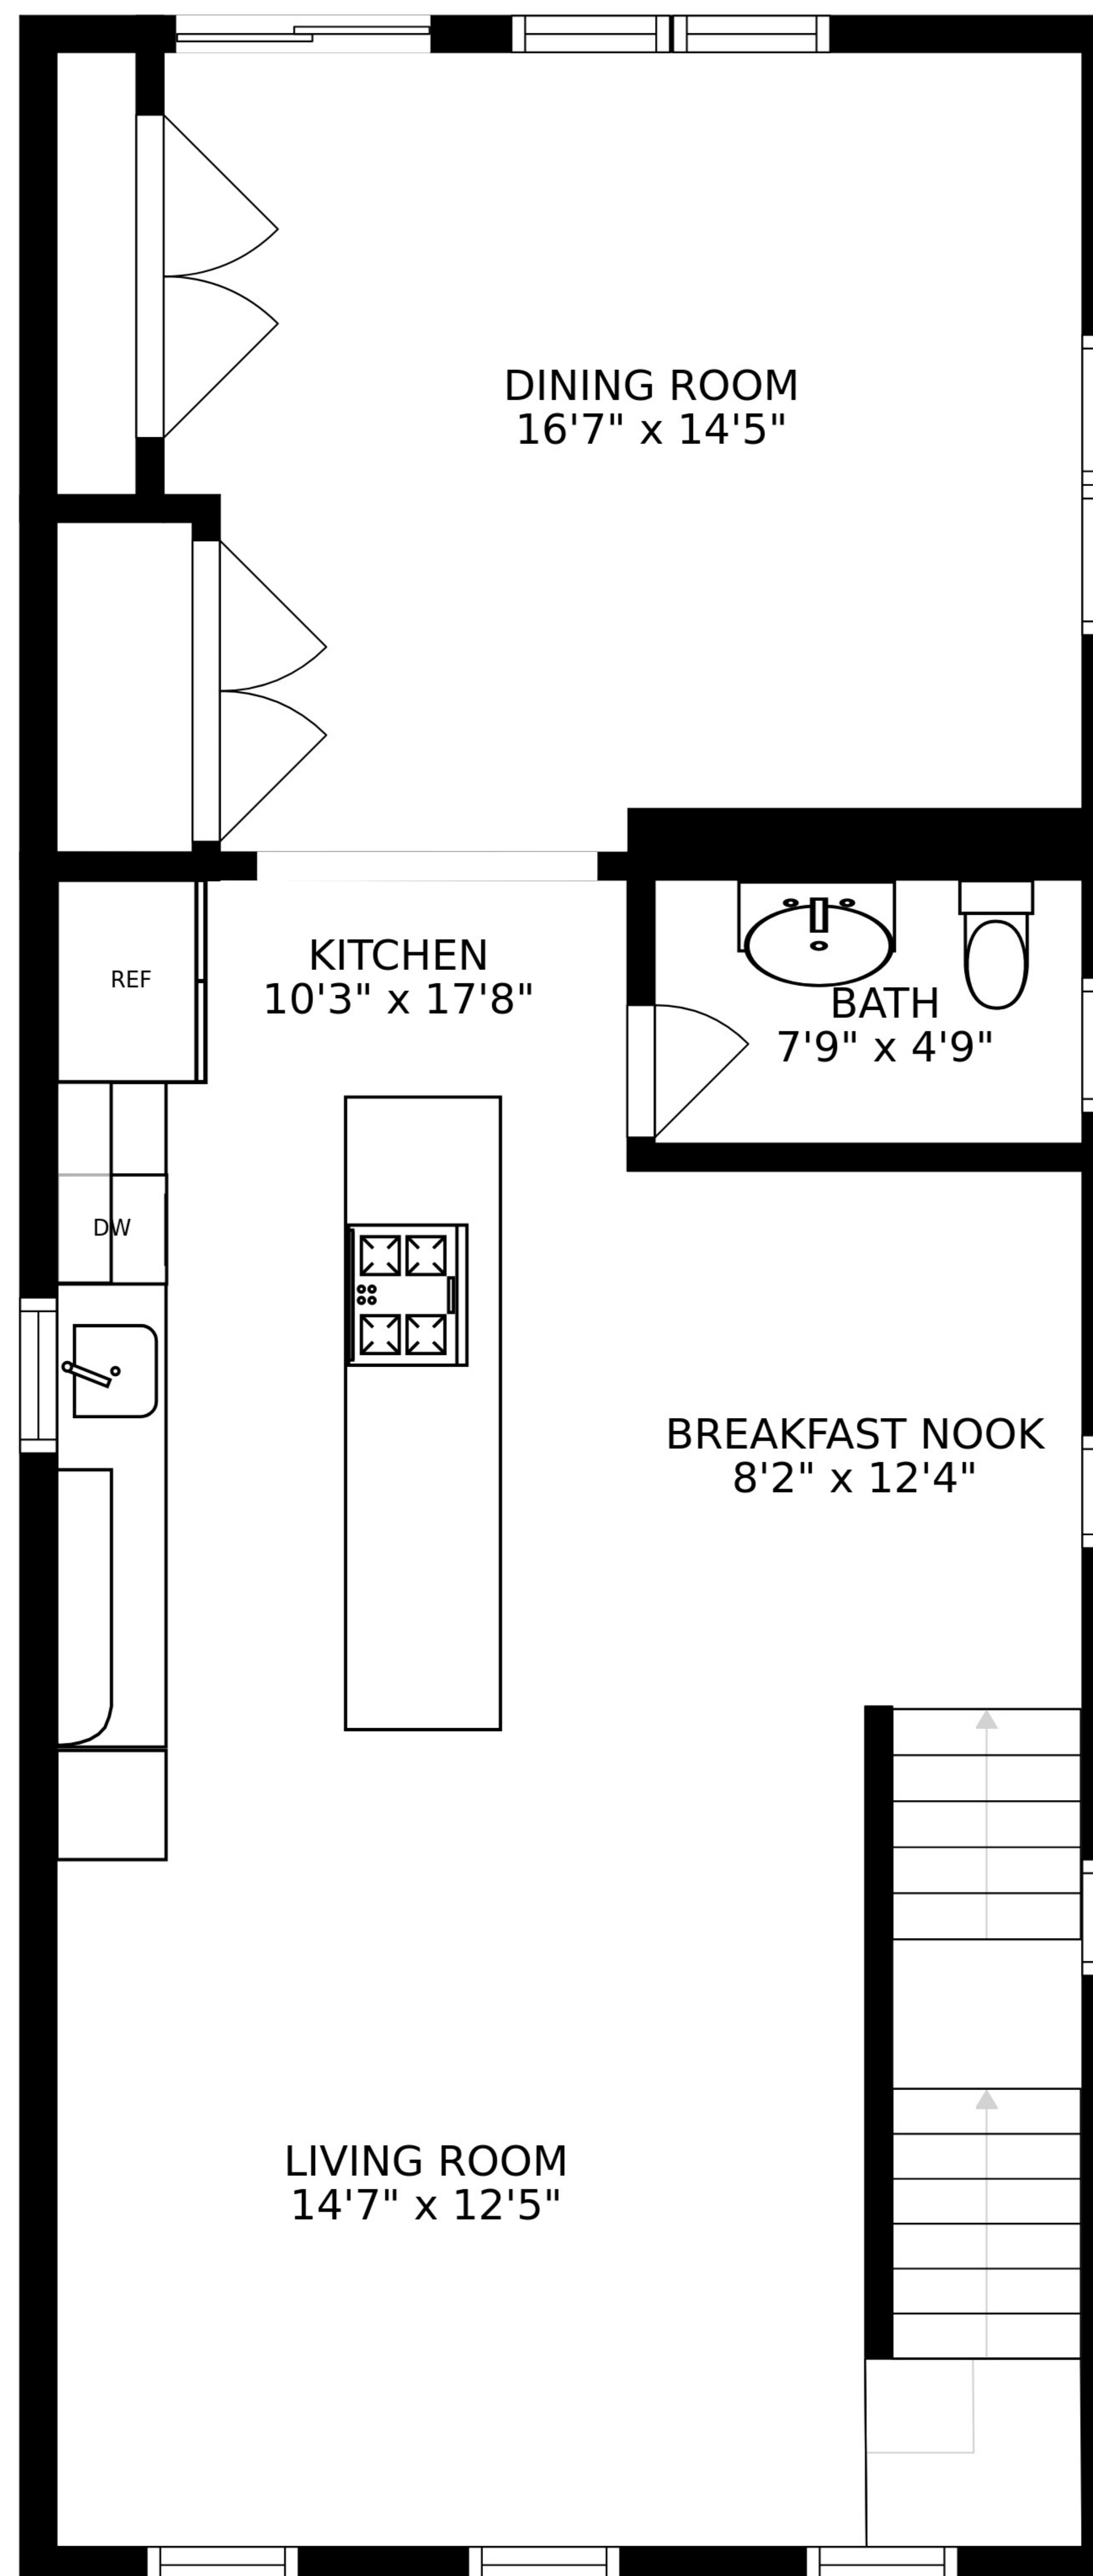 DINING ROOM
16'7" x 14'5"
KITCHEN
10'3" x 17'8"
REF
BATH
7'9" x 4'9"
DW
BREAKFAST NOOK
8'2" x 12'4"
LIVING ROOM
14'7" x 12'5"